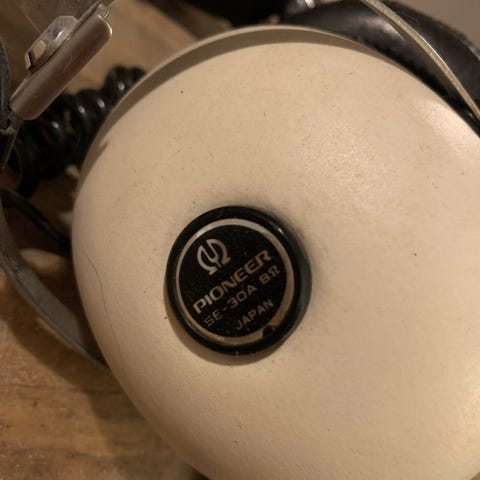 PIONEER
SE-30A 8Ω
JAPAN